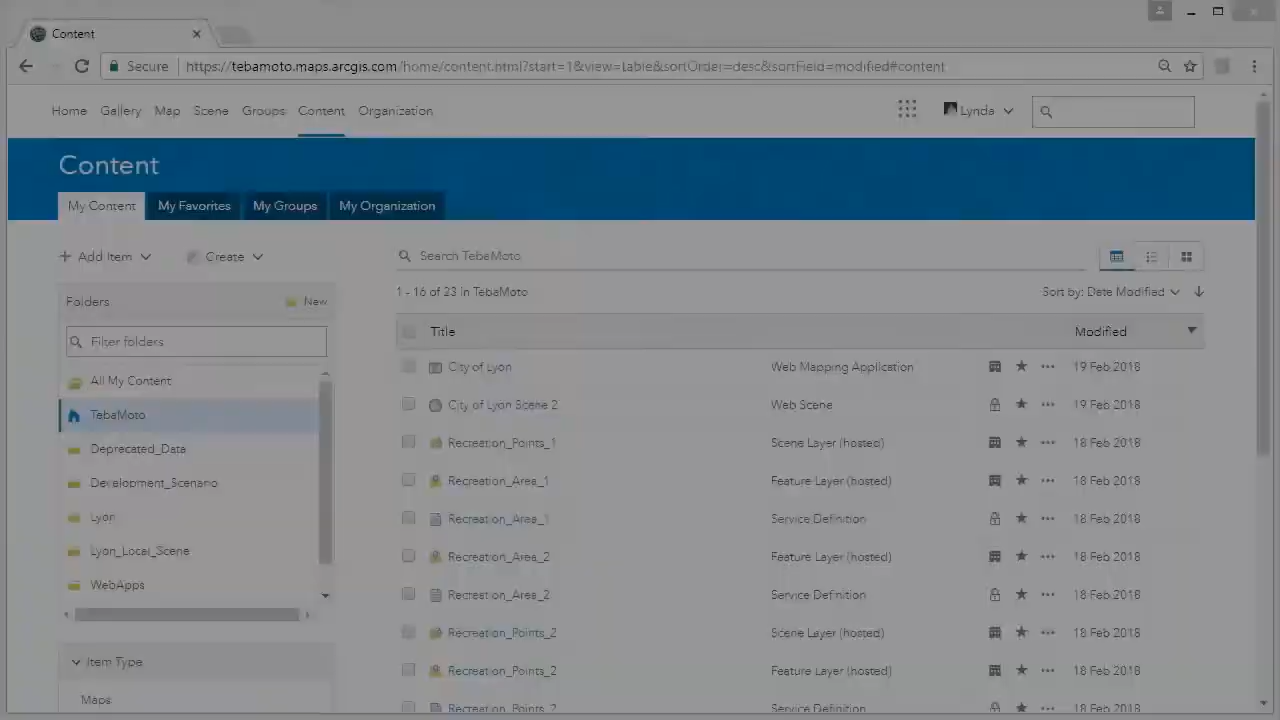 Content
Secure https://tebamoto.maps.arcgis.com/home/content.html?start=1&view=table&sortOrder=desc&sortField=modified#content
Home Gallery Map Scene Groups Content Organization Lynda
Content
My Content My Favorites My Groups My Organization
Add Item Create Search TebaMoto
Folders New 1 - 16 of 23 in TebaMoto Sort by: Date Modified
Title Modified
Filter folders
All My Content
TebaMoto
Deprecated_Data
Development_Scenario
Lyon
Lyon_Local_Scene
WebApps
Item Type
Maps
City of Lyon Web Mapping Application 19 Feb 2018
City of Lyon Scene 2 Web Scene 19 Feb 2018
Recreation_Points_1 Scene Layer (hosted) 18 Feb 2018
Recreation_Area_1 Feature Layer (hosted) 18 Feb 2018
Recreation_Area_1 Service Definition 18 Feb 2018
Recreation_Area_2 Feature Layer (hosted) 18 Feb 2018
Recreation_Area_2 Service Definition 18 Feb 2018
Recreation_Points_2 Scene Layer (hosted) 18 Feb 2018
Recreation_Points_2 Feature Layer (hosted) 18 Feb 2018
Recreation_Points_2 Service Definition 18 Feb 2018